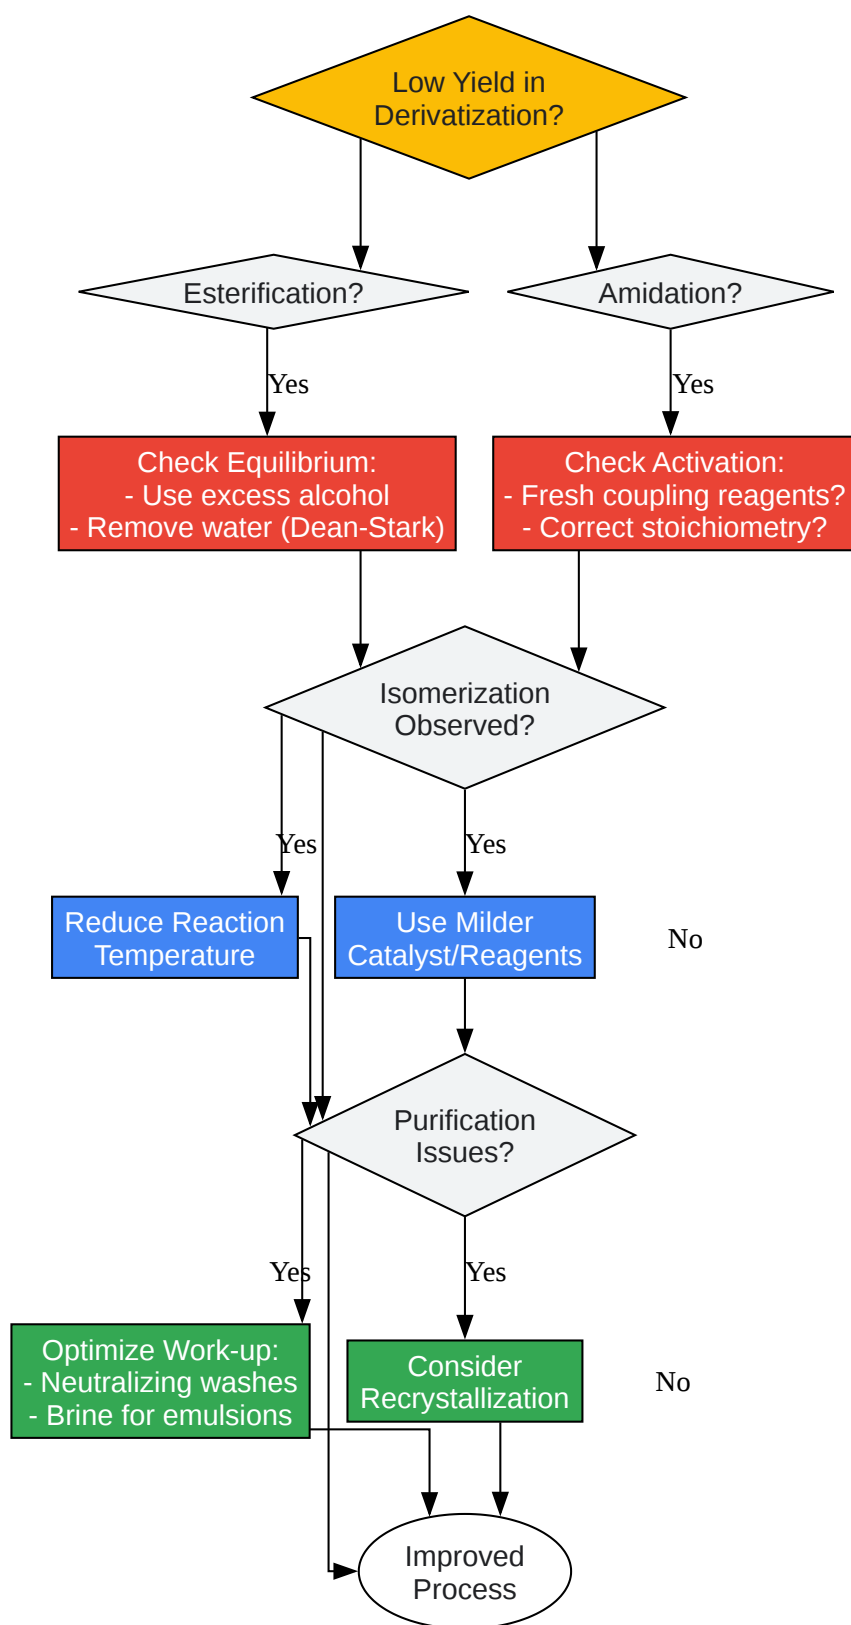 Low Yield in
Derivatization?
Esterification?
Amidation?
Yes
Yes
Check Equilibrium:
- Use excess alcohol
- Remove water (Dean-Stark)
Check Activation:
- Fresh coupling reagents?
- Correct stoichiometry?
Isomerization
Observed?
Yes
Yes
Reduce Reaction
Temperature
Use Milder
Catalyst/Reagents
No
Purification
Issues?
Yes
Yes
Optimize Work-up:
- Neutralizing washes
- Brine for emulsions
Consider
Recrystallization
No
Improved
Process